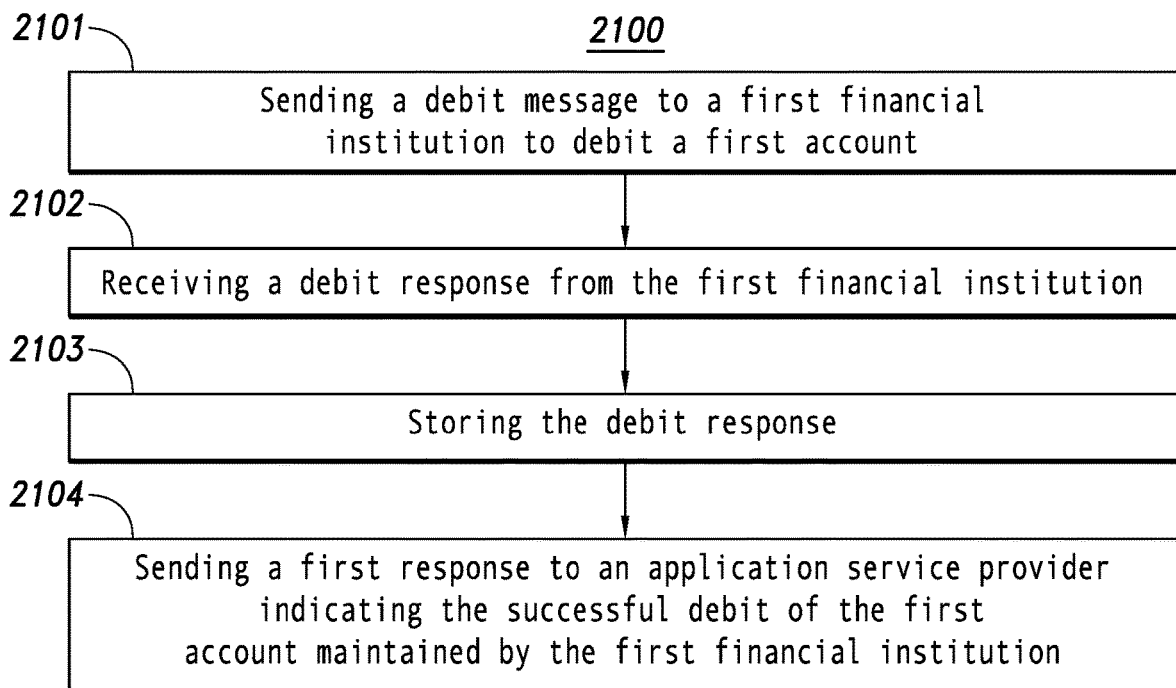 2101
2100
Sending a debit message to a first financial
institution to debit a first account
2102
Receiving a debit response from the first financial institution
2103
Storing the debit response
2104
Sending a first response to an application service provider
indicating the successful debit of the first
account maintained by the first financial institution